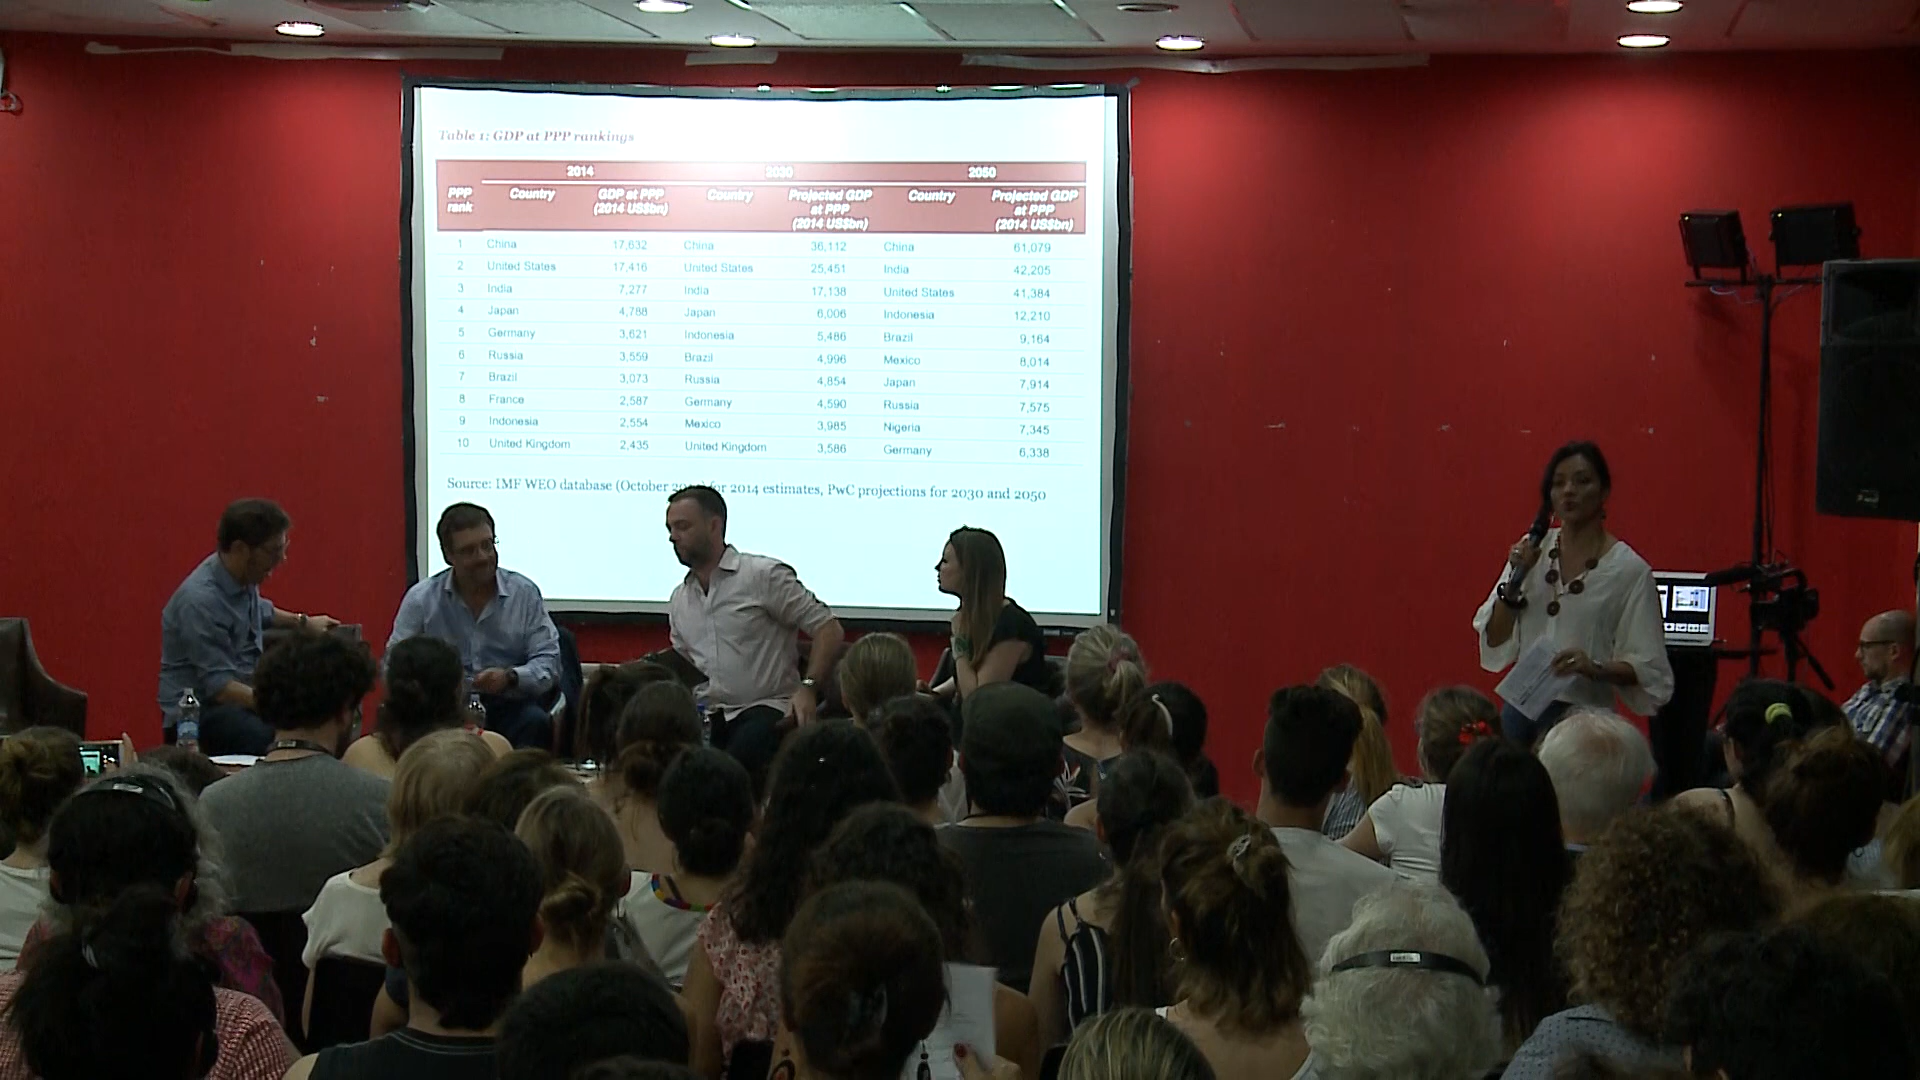 Table 1: GDP at PPP rankings
2014 2030 2050
PPP rank Country GDP at PPP (2014 US$bn) Country Projected GDP at PPP (2014 US$bn) Country Projected GDP at PPP (2014 US$bn)
1 China 17,632 China 36,112 China 61,079
2 United States 17,416 United States 25,451 India 42,205
3 India 7,277 India 17,138 United States 41,384
4 Japan 4,788 Japan 6,006 Indonesia 12,210
5 Germany 3,621 Indonesia 5,486 Brazil 9,164
6 Russia 3,559 Brazil 4,996 Mexico 8,014
7 Brazil 3,073 Russia 4,854 Japan 7,914
8 France 2,587 Germany 4,590 Russia 7,575
9 Indonesia 2,554 Mexico 3,985 Nigeria 7,345
10 United Kingdom 2,435 United Kingdom 3,586 Germany 6,338
Source: IMF WEO database (October for 2014 estimates, PwC projections for 2030 and 2050